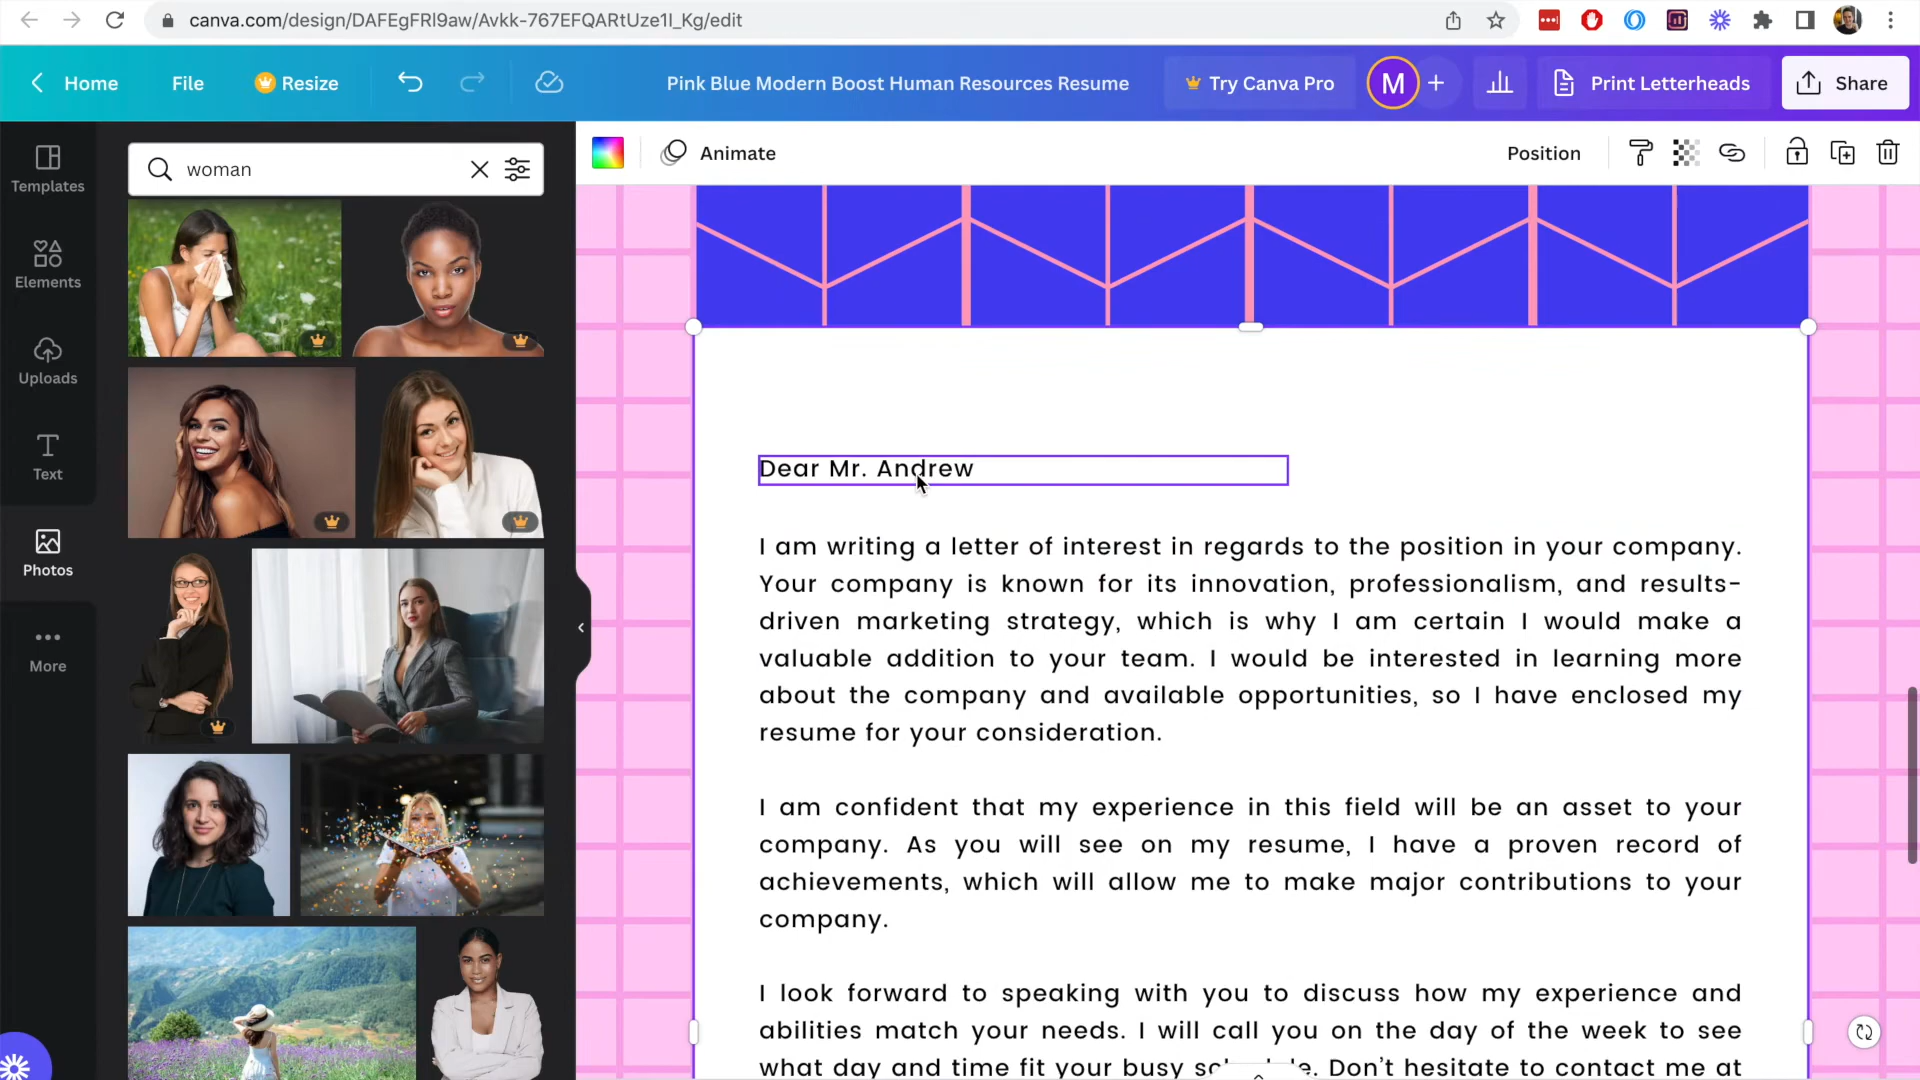 canva.com/design/DAFEgFRl9aw/Avkk-767EFQARtUze1I_Kg/edit
Home
File
Resize
Pink Blue Modern Boost Human Resources Resume
Try Canva Pro
M
Print Letterheads
Share
Templates
Elements
Uploads
Text
Photos
More
woman
Animate
Position
Dear Mr. Andrew
I am writing a letter of interest in regards to the position in your company.
Your company is known for its innovation, professionalism, and results-
driven marketing strategy, which is why I am certain I would make a
valuable addition to your team. I would be interested in learning more
about the company and available opportunities, so I have enclosed my
resume for your consideration.
I am confident that my experience in this field will be an asset to your
company. As you will see on my resume, I have a proven record of
achievements, which will allow me to make major contributions to your
company.
I look forward to speaking with you to discuss how my experience and
abilities match your needs. I will call you on the day of the week to see
what day and time fit your busy schedule. Don't hesitate to contact me at